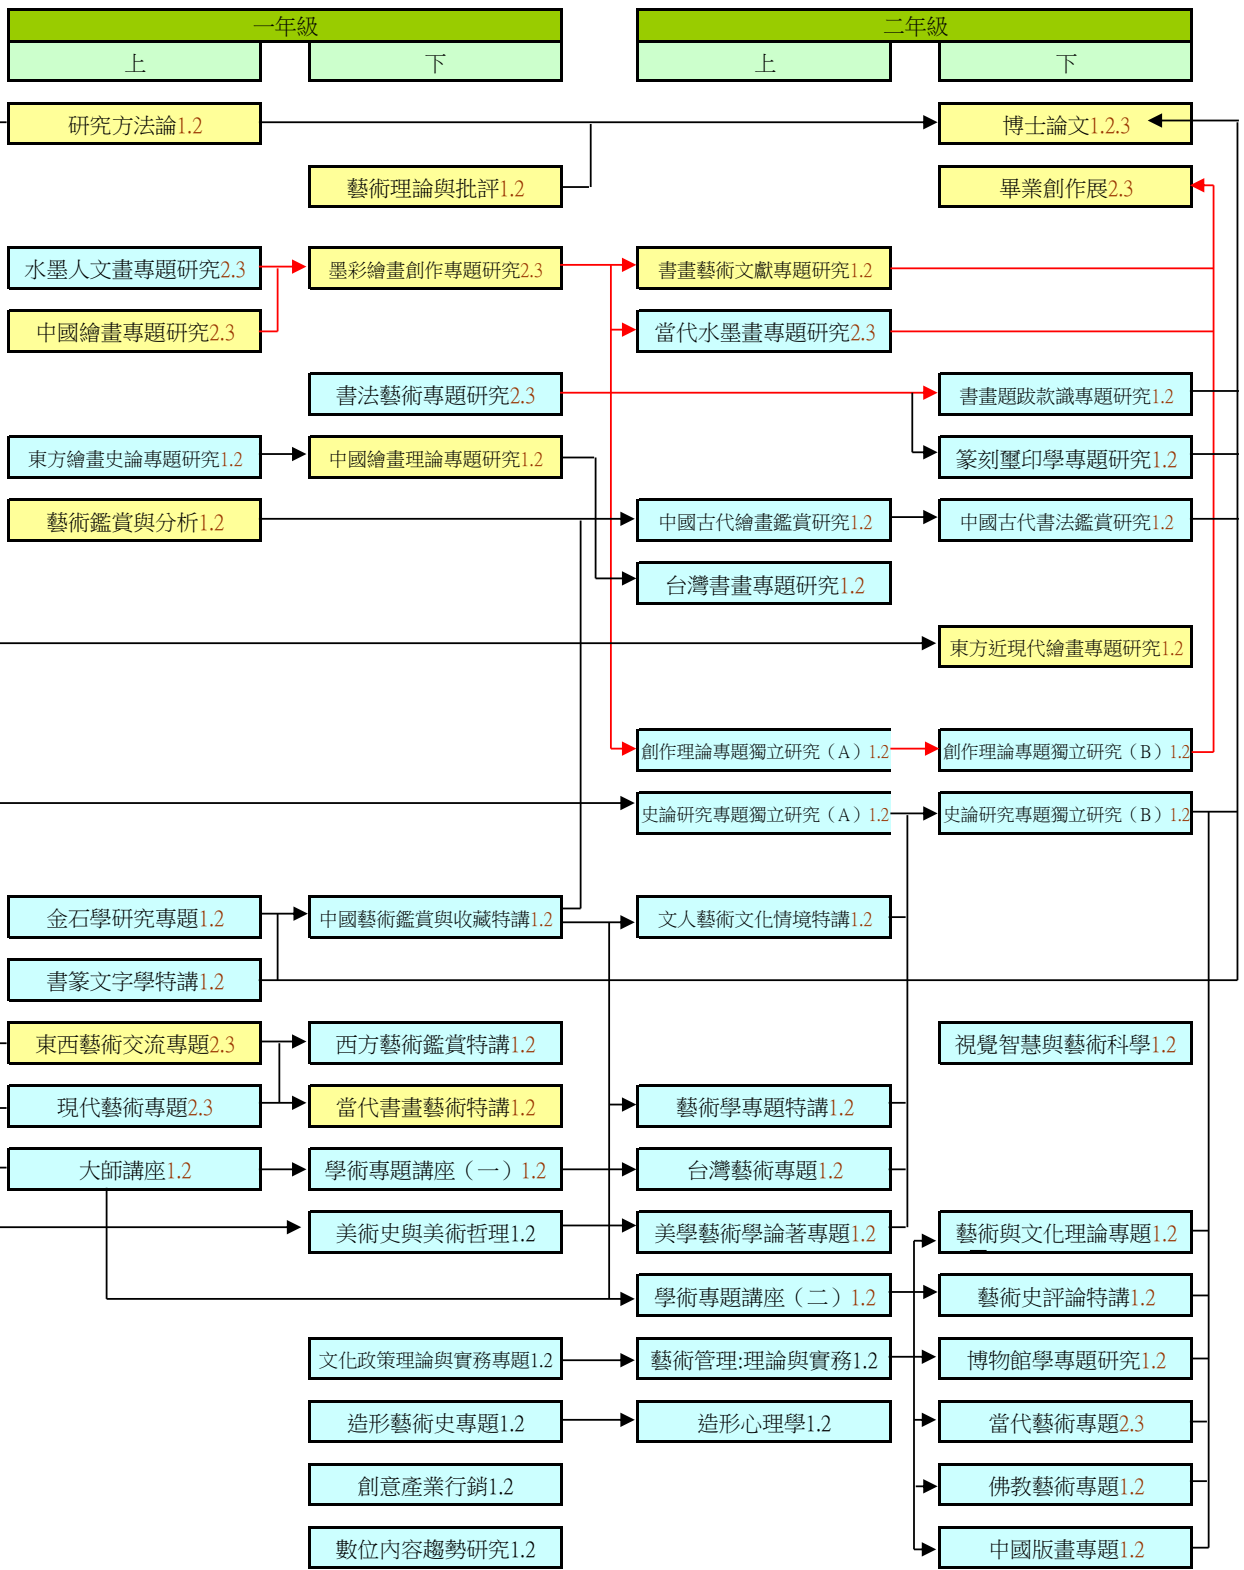 一年級
二年級
上
下
上
下
研究方法論1.2
博士論文1.2.3
藝術理論與批評1.2
畢業創作展2.3
水墨人文畫專題研究2.3
墨彩繪畫創作專題研究2.3
書畫藝術文獻專題研究1.2
中國繪畫專題研究2.3
當代水墨畫專題研究2.3
書法藝術專題研究2.3
書畫題跋款識專題研究1.2
東方繪畫史論專題研究1.2
中國繪畫理論專題研究1.2
篆刻璽印學專題研究1.2
藝術鑑賞與分析1.2
中國古代繪畫鑑賞研究1.2
中國古代書法鑑賞研究1.2
台灣書畫專題研究1.2
東方近現代繪畫專題研究1.2
創作理論專題獨立研究（A）1.2
創作理論專題獨立研究（B）1.2
史論研究專題獨立研究（A）1.2
史論研究專題獨立研究（B）1.2
金石學研究專題1.2
中國藝術鑑賞與收藏特講1.2
文人藝術文化情境特講1.2
書篆文字學特講1.2
東西藝術交流專題2.3
西方藝術鑑賞特講1.2
視覺智慧與藝術科學1.2
現代藝術專題2.3
當代書畫藝術特講1.2
藝術學專題特講1.2
大師講座1.2
學術專題講座（一）1.2
台灣藝術專題1.2
美術史與美術哲理1.2
美學藝術學論著專題1.2
藝術與文化理論專題1.2
學術專題講座（二）1.2
藝術史評論特講1.2
文化政策理論與實務專題1.2
藝術管理:理論與實務1.2
博物館學專題研究1.2
造形藝術史專題1.2
造形心理學1.2
當代藝術專題2.3
創意產業行銷1.2
佛教藝術專題1.2
數位內容趨勢研究1.2
中國版畫專題1.2